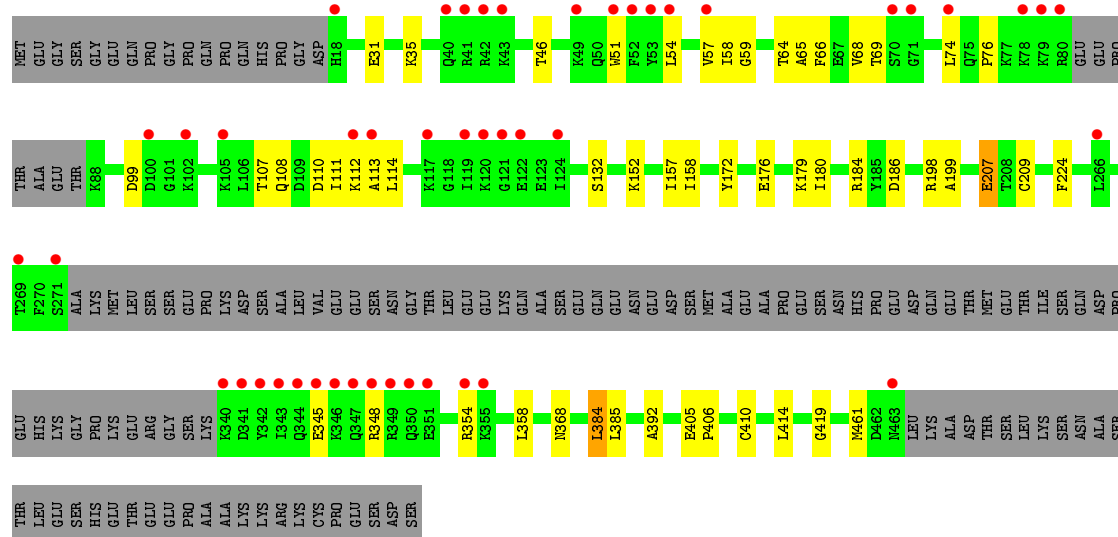 MET GLU GLY SER GLY GLU GLN PRO GLY PRO GLN PRO GLN HIS PRO GLY ASP H18 E31 K35 Q40 R41 R42 K43 T46 K49 Q50 W51 F52 Y53 L54 V57 I58 G59 T64 A65 F66 E67 V68 T69 S70 G71 L74 Q75 P76 K77 K78 K79 R80 GLU GLU PRO
THR ALA GLU THR K88 D99 D100 G101 K102 K105 L106 T107 Q108 D109 D110 I111 K112 A113 L114 K117 G118 I119 K120 G121 E122 E123 I124 S132 K152 I157 I158 Y172 E176 K179 I180 R184 Y185 D186 R198 A199 E207 T208 C209 F224 L266
T269 F270 S271 ALA LYS MET LEU SER SER GLU PRO LYS ASP SER ALA LEU VAL GLU GLU SER ASN GLY THR LEU GLU GLU LYS GLN ALA SER GLU GLN GLU ASN GLU ASP SER MET ALA GLU ALA PRO GLU SER ASN HIS PRO GLU ASP GLN GLU THR MET GLU THR ILE SER GLN ASP PRO
GLU HIS LYS GLY PRO LYS GLU ARG GLY SER LYS K340 D341 Y342 I343 Q344 E345 K346 Q347 R348 R349 Q350 E351 R354 K355 L358 N368 L384 L385 A392 E405 P406 C410 L414 G419 M461 D462 N463 LEU LYS ALA ASP THR SER LEU LYS SER ASN ALA SER
THR LEU GLU SER HIS GLU THR GLU GLU PRO ALA ALA LYS LYS ARG LYS CYS PRO GLU SER ASP SER